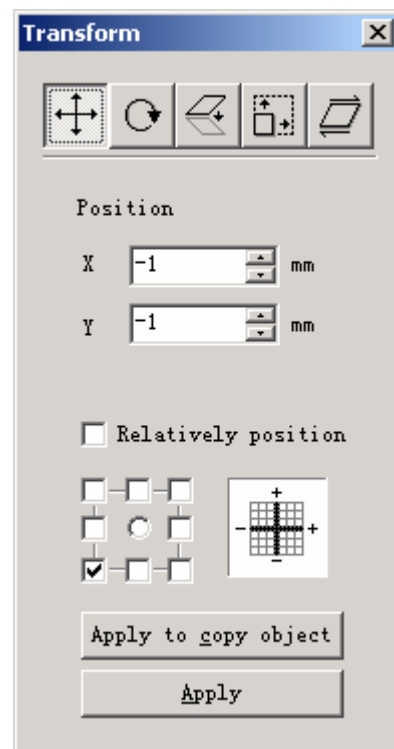 Transform
Position
X -1 mm
Y -1 mm
Relatively position
+
- +
-
Apply to copy object
Apply